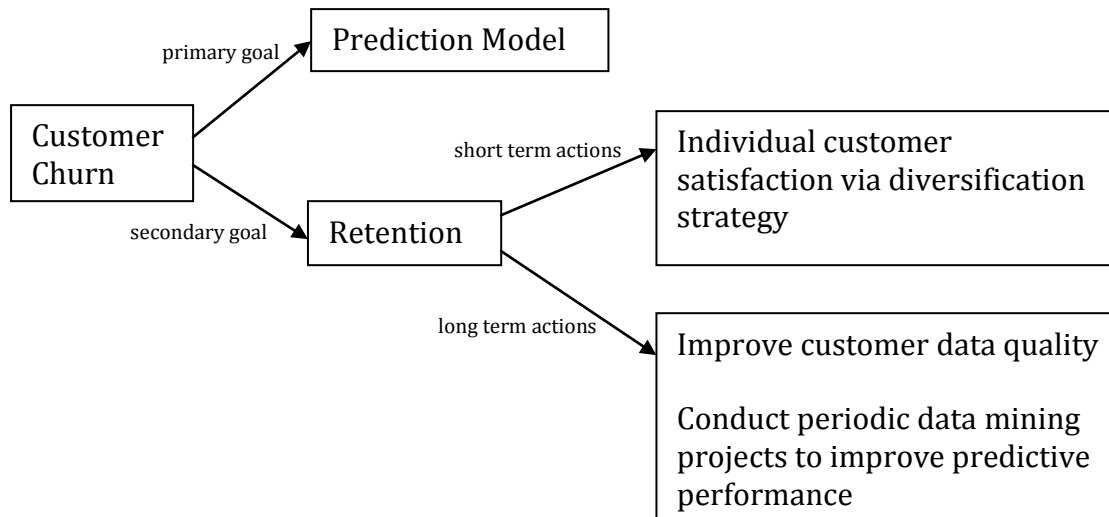 Prediction Model
primary goal
Customer
Churn
secondary goal
Retention
short term actions
Individual customer
satisfaction via diversification
strategy
long term actions
Improve customer data quality
Conduct periodic data mining
projects to improve predictive
performance